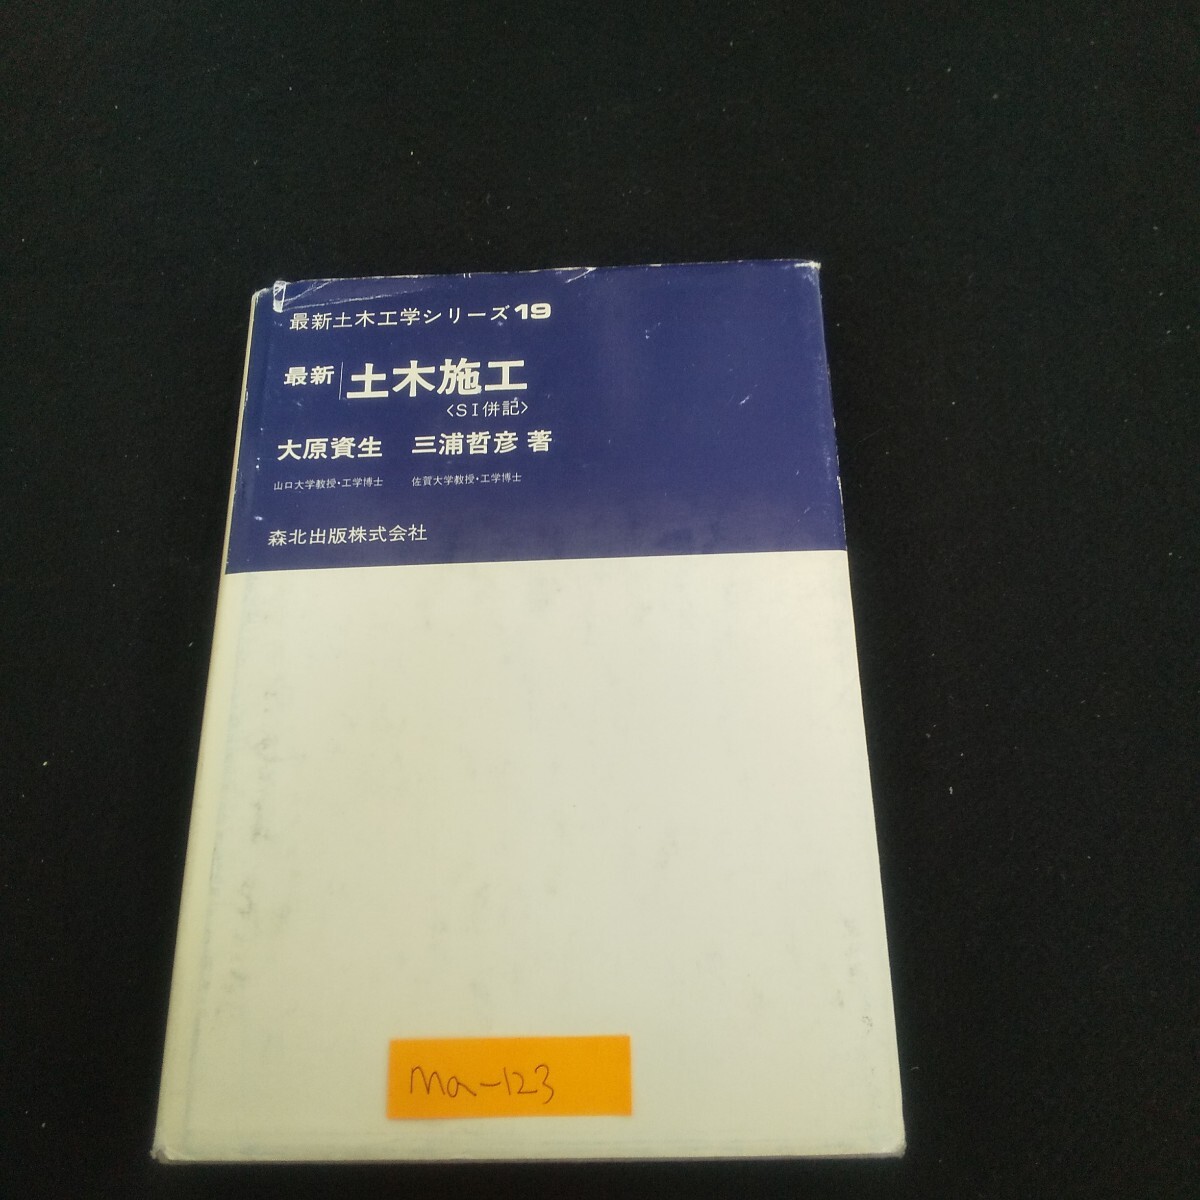 最新土木工学シリーズ19
最新 土木施工
〈SI併記〉
大原資生 三浦哲彦 著
山口大学教授・工学博士 佐賀大学教授・工学博士
森北出版株式会社
ma-123